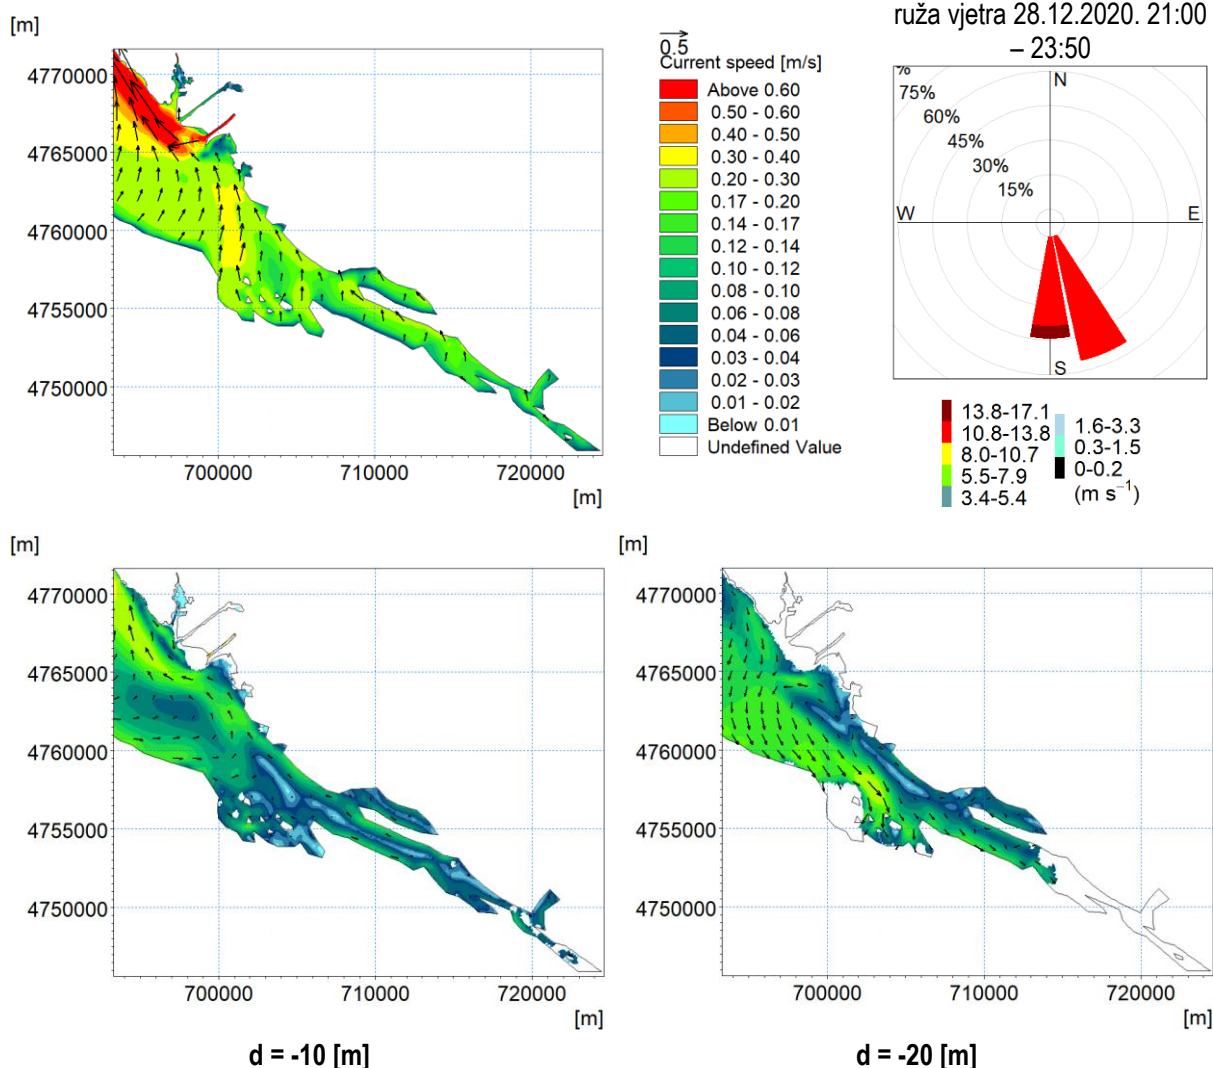 [m]
4770000
4765000
4760000
4755000
4750000
700000 710000 720000
[m]
0.5
Current speed [m/s]
Above 0.60
0.50 - 0.60
0.40 - 0.50
0.30 - 0.40
0.20 - 0.30
0.17 - 0.20
0.14 - 0.17
0.12 - 0.14
0.10 - 0.12
0.08 - 0.10
0.06 - 0.08
0.04 - 0.06
0.03 - 0.04
0.02 - 0.03
0.01 - 0.02
Below 0.01
Undefined Value
ruža vjetra 28.12.2020. 21:00
– 23:50
%
75%
60%
45%
30%
15%
N
W E
S
13.8-17.1
10.8-13.8
8.0-10.7
5.5-7.9
3.4-5.4
1.6-3.3
0.3-1.5
0-0.2
(m s⁻¹)
[m]
4770000
4765000
4760000
4755000
4750000
700000 710000 720000
[m]
d = -10 [m]
[m]
4770000
4765000
4760000
4755000
4750000
700000 710000 720000
[m]
d = -20 [m]